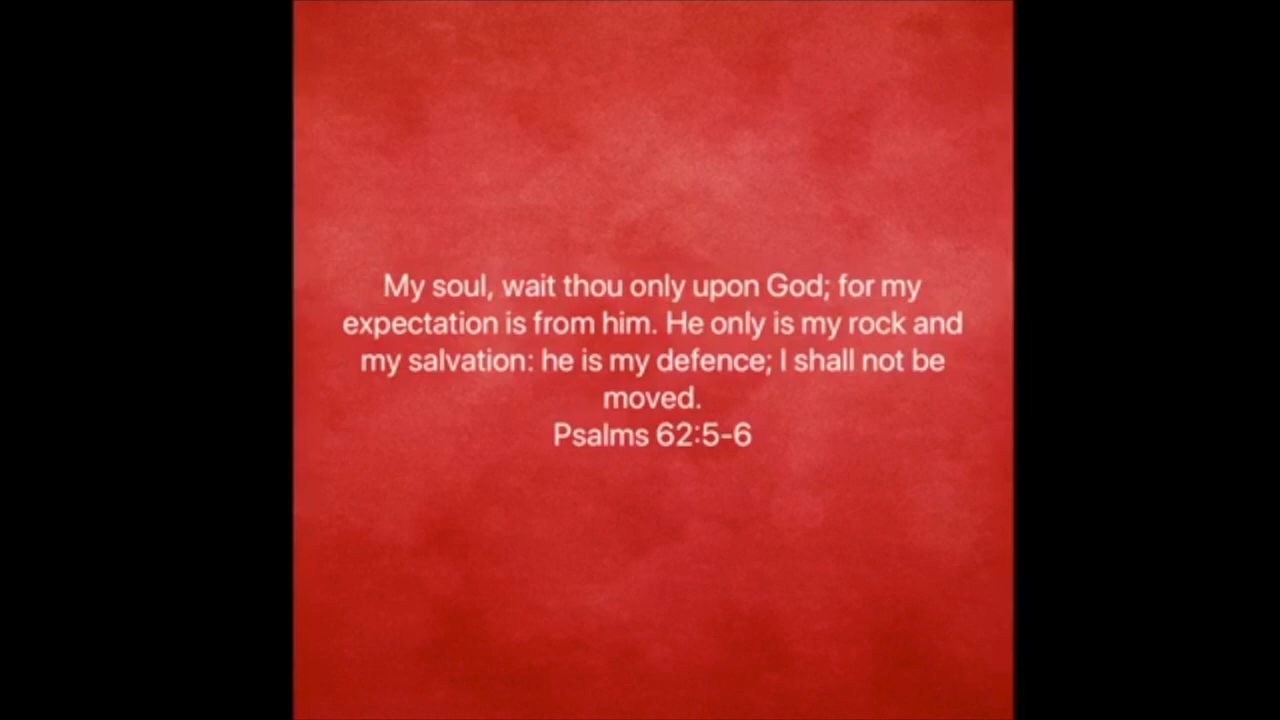 My soul, wait thou only upon God; for my
expectation is from him. He only is my rock and
my salvation: he is my defence; I shall not be
moved.
Psalms 62:5-6